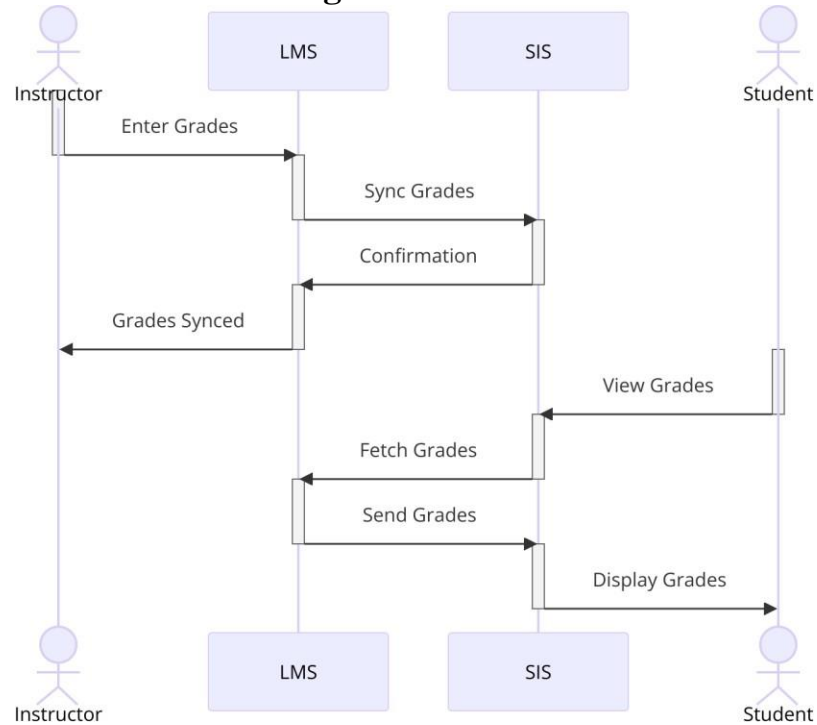 LMS
SIS
Instructor
Student
Enter Grades
Sync Grades
Confirmation
Grades Synced
View Grades
Fetch Grades
Send Grades
Display Grades
LMS
SIS
Instructor
Student